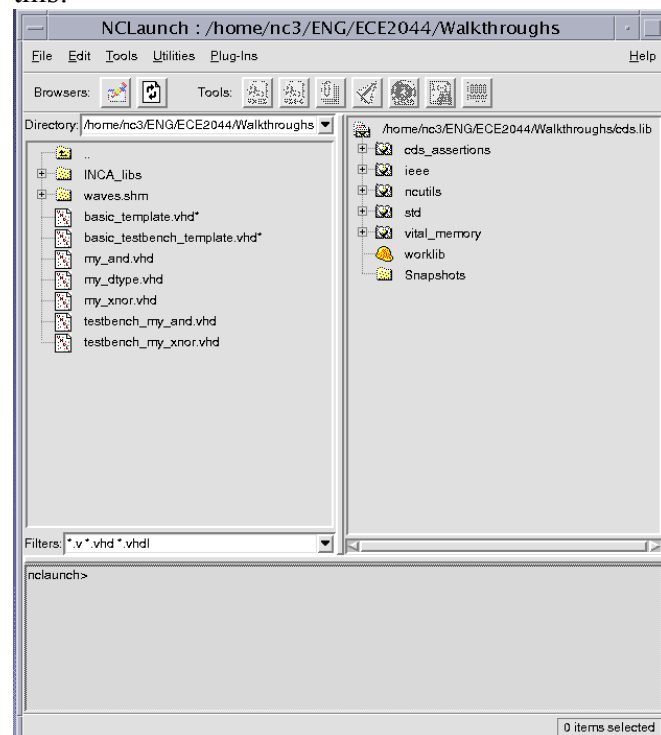 this.
NCLaunch : /home/nc3/ENG/ECE2044/Walkthroughs
File Edit Tools Utilities Plug-Ins Help
Browsers: Tools:
Directory: /home/nc3/ENG/ECE2044/Walkthroughs
..
INCA_libs
waves.shm
basic_template.vhd*
basic_testbench_template.vhd*
my_and.vhd
my_dtype.vhd
my_xnor.vhd
testbench_my_and.vhd
testbench_my_xnor.vhd
Filters: *.v *.vhd *.vhdl
/home/nc3/ENG/ECE2044/Walkthroughs/cds.lib
cds_assertions
ieee
ncutils
std
vital_memory
worklib
Snapshots
nclaunch>
0 items selected